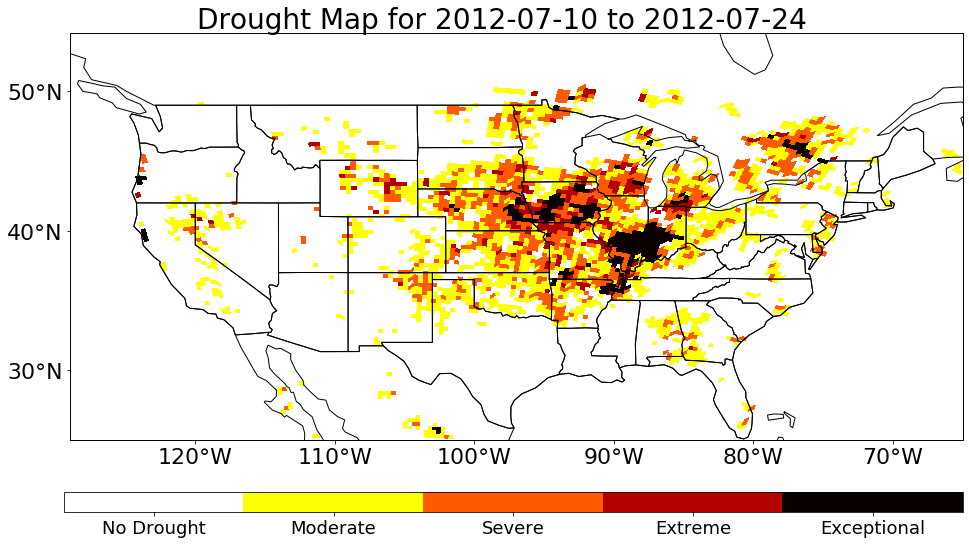 Drought Map for 2012-07-10 to 2012-07-24
50°N
40°N
30°N
120°W 110°W 100°W 90°W 80°W 70°W
No Drought Moderate Severe Extreme Exceptional